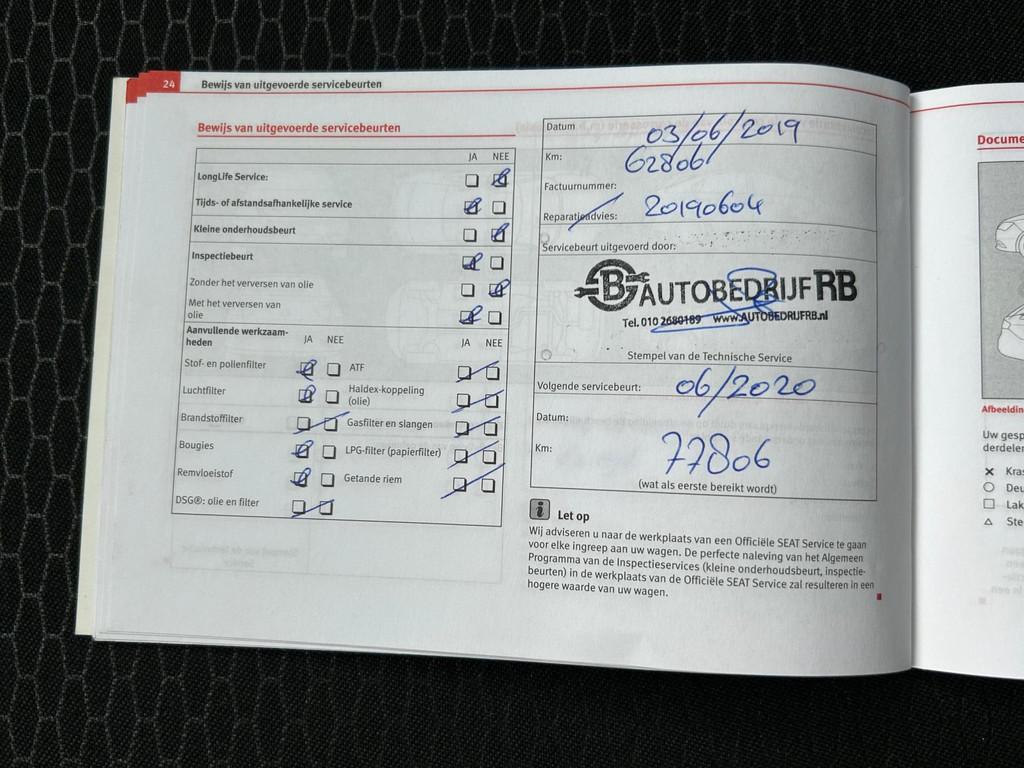 24 Bewijs van uitgevoerde servicebeurten
Bewijs van uitgevoerde servicebeurten
JA NEE
LongLife Service:
Tijds- of afstandsafhankelijke service
Kleine onderhoudsbeurt
Inspectiebeurt
Zonder het verversen van olie
Met het verversen van
olie
Aanvullende werkzaam-
heden
JA NEE
JA NEE
Stof- en pollenfilter
ATF
Luchtfilter
Haldex-koppeling
(olie)
Brandstoffilter
Gasfilter en slangen
Bougies
LPG-filter (papierfilter)
Remvloeistof
Getande riem
DSG®: olie en filter
Datum 03/06/2019
Km: 62806
Factuurnummer:
Reparatieadvies: 20190604
Servicebeurt uitgevoerd door:
B AUTOBEDRIJF RB
Tel. 010 2680189 www.AUTOBEDRIJFRB.nl
Stempel van de Technische Service
Volgende servicebeurt: 06/2020
Datum:
Km: 77806
(wat als eerste bereikt wordt)
i Let op
Wij adviseren u naar de werkplaats van een Officiële SEAT Service te gaan
voor elke ingreep aan uw wagen. De perfecte naleving van het Algemeen
Programma van de Inspectieservices (kleine onderhoudsbeurt, inspectie-
beurten) in de werkplaats van de Officiële SEAT Service zal resulteren in een
hogere waarde van uw wagen.
Docume
Afbeeldin
Uw gesp
derdelen
Kras
Deu
Lak
Ste